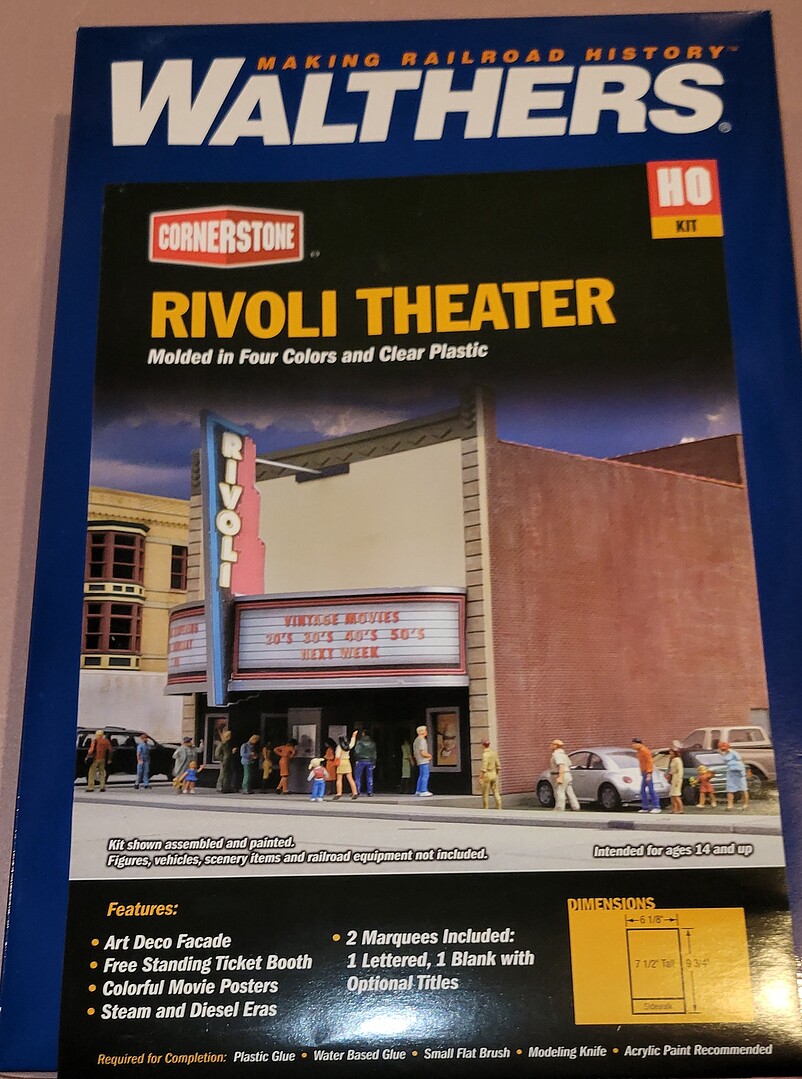 MAKING RAILROAD HISTORY™
WALTHERS®
HO
KIT
CORNERSTONE®
RIVOLI THEATER
Molded in Four Colors and Clear Plastic
RIVOLI
VINTAGE MOVIES
20'S 30'S 40'S 50'S
NEXT WEEK
Kit shown assembled and painted.
Figures, vehicles, scenery items and railroad equipment not included.
Intended for ages 14 and up
Features:
• Art Deco Facade
• Free Standing Ticket Booth
• Colorful Movie Posters
• Steam and Diesel Eras
• 2 Marquees Included:
1 Lettered, 1 Blank with
Optional Titles
DIMENSIONS
6 1/8"
7 1/2" Tall
9 3/4"
Sidewalk
Required for Completion: Plastic Glue • Water Based Glue • Small Flat Brush • Modeling Knife • Acrylic Paint Recommended